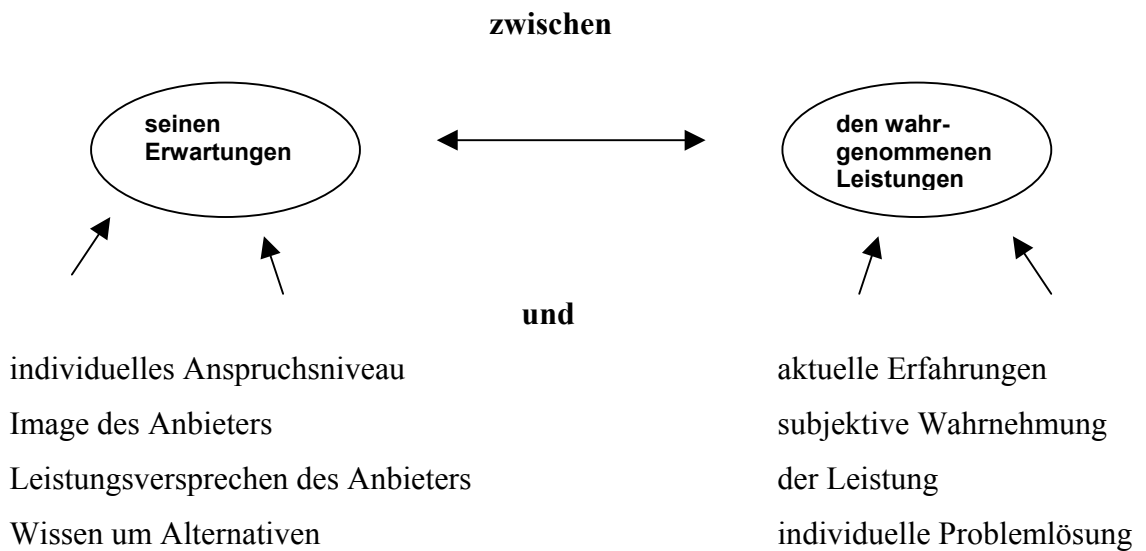 zwischen
seinen
Erwartungen
den wahr-
genommenen
Leistungen
und
individuelles Anspruchsniveau
Image des Anbieters
Leistungsversprechen des Anbieters
Wissen um Alternativen
aktuelle Erfahrungen
subjektive Wahrnehmung
der Leistung
individuelle Problemlösung